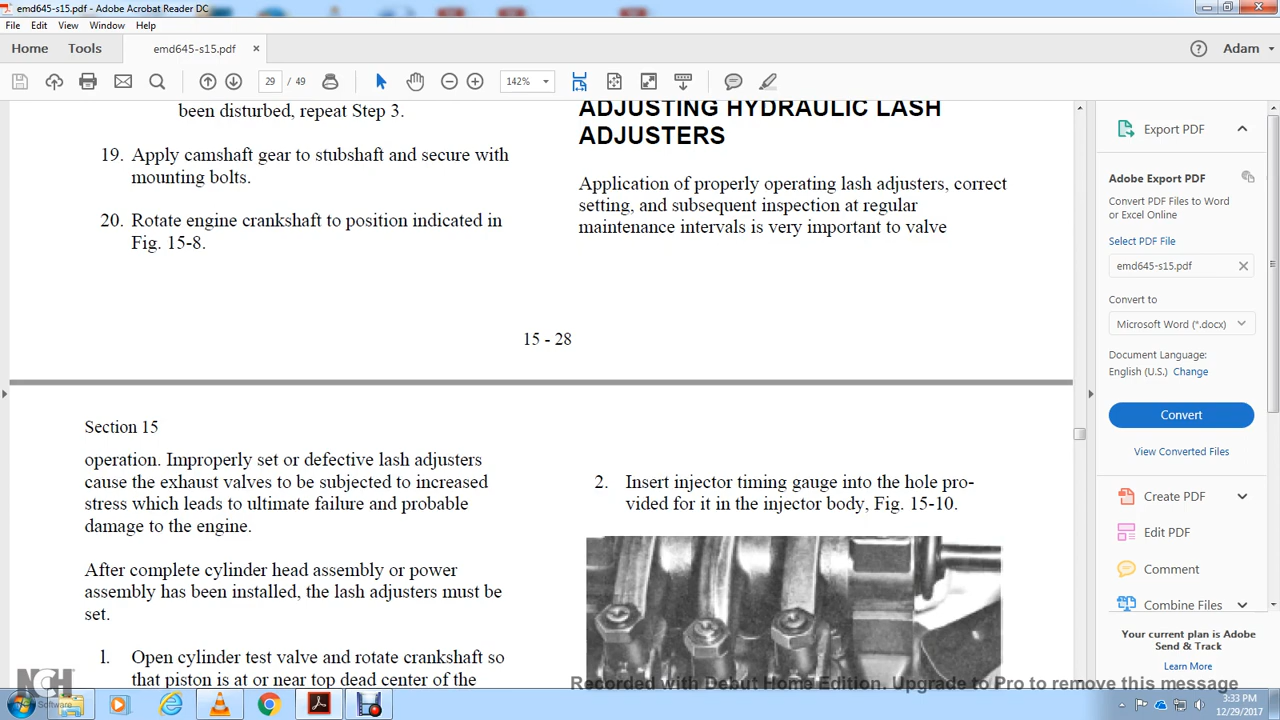 emd645-s15.pdf - Adobe Acrobat Reader DC
File Edit View Window Help
Home Tools emd645-s15.pdf × Adam
29 / 49 142%
been disturbed, repeat Step 3.
19. Apply camshaft gear to stubshaft and secure with
mounting bolts.
20. Rotate engine crankshaft to position indicated in
Fig. 15-8.
ADJUSTING HYDRAULIC LASH
ADJUSTERS
Application of properly operating lash adjusters, correct
setting, and subsequent inspection at regular
maintenance intervals is very important to valve
15 - 28
Section 15
operation. Improperly set or defective lash adjusters
cause the exhaust valves to be subjected to increased
stress which leads to ultimate failure and probable
damage to the engine.
After complete cylinder head assembly or power
assembly has been installed, the lash adjusters must be
set.
l. Open cylinder test valve and rotate crankshaft so
that piston is at or near top dead center of the
2. Insert injector timing gauge into the hole pro-
vided for it in the injector body, Fig. 15-10.
Export PDF
Adobe Export PDF
Convert PDF Files to Word
or Excel Online
Select PDF File
emd645-s15.pdf
Convert to
Microsoft Word (*.docx)
Document Language:
English (U.S.) Change
Convert
View Converted Files
Create PDF
Edit PDF
Comment
Combine Files
Your current plan is Adobe
Send & Track
Learn More
NCH
Software
Recorded with Debut Home Edition. Upgrade to Pro to remove this message
3:33 PM
12/29/2017